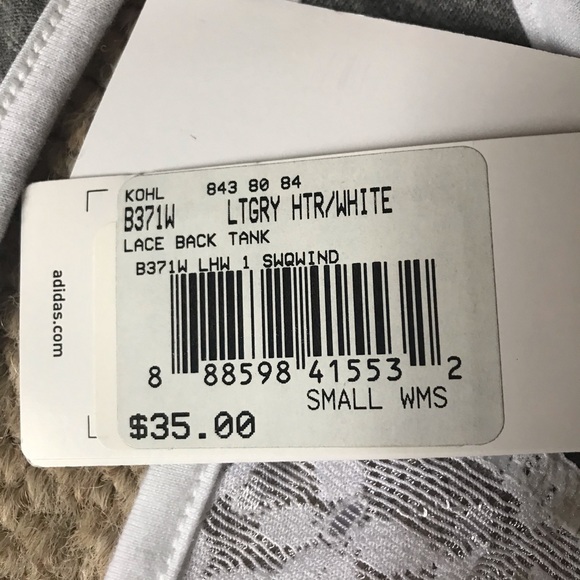 KOHL 843 80 84
B371W LTGRY HTR/WHITE
LACE BACK TANK
B371W LHW 1 SWQWIND
8 88598 41553 2
SMALL WMS
$35.00
adidas.com